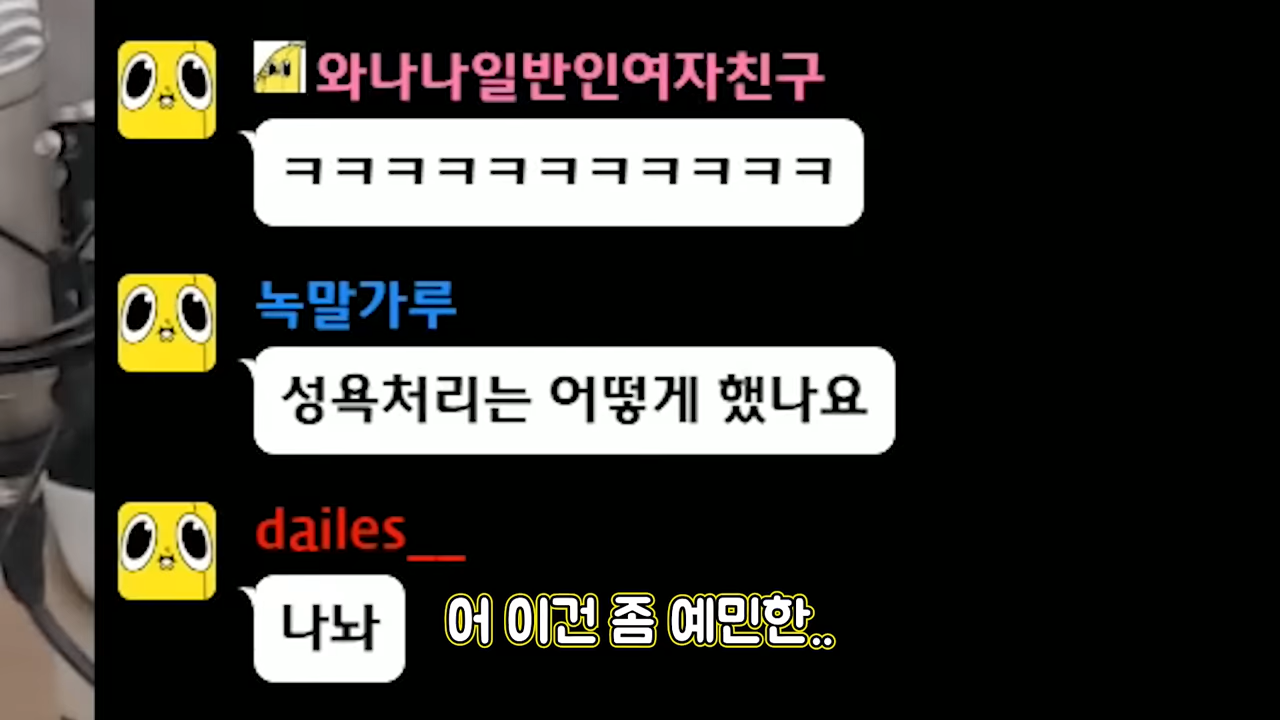 와나나일반인여자친구
ㅋㅋㅋㅋㅋㅋㅋㅋㅋㅋㅋ
녹말가루
성욕처리는 어떻게 했나요
dailes__
나놔
어 이건 좀 예민한..